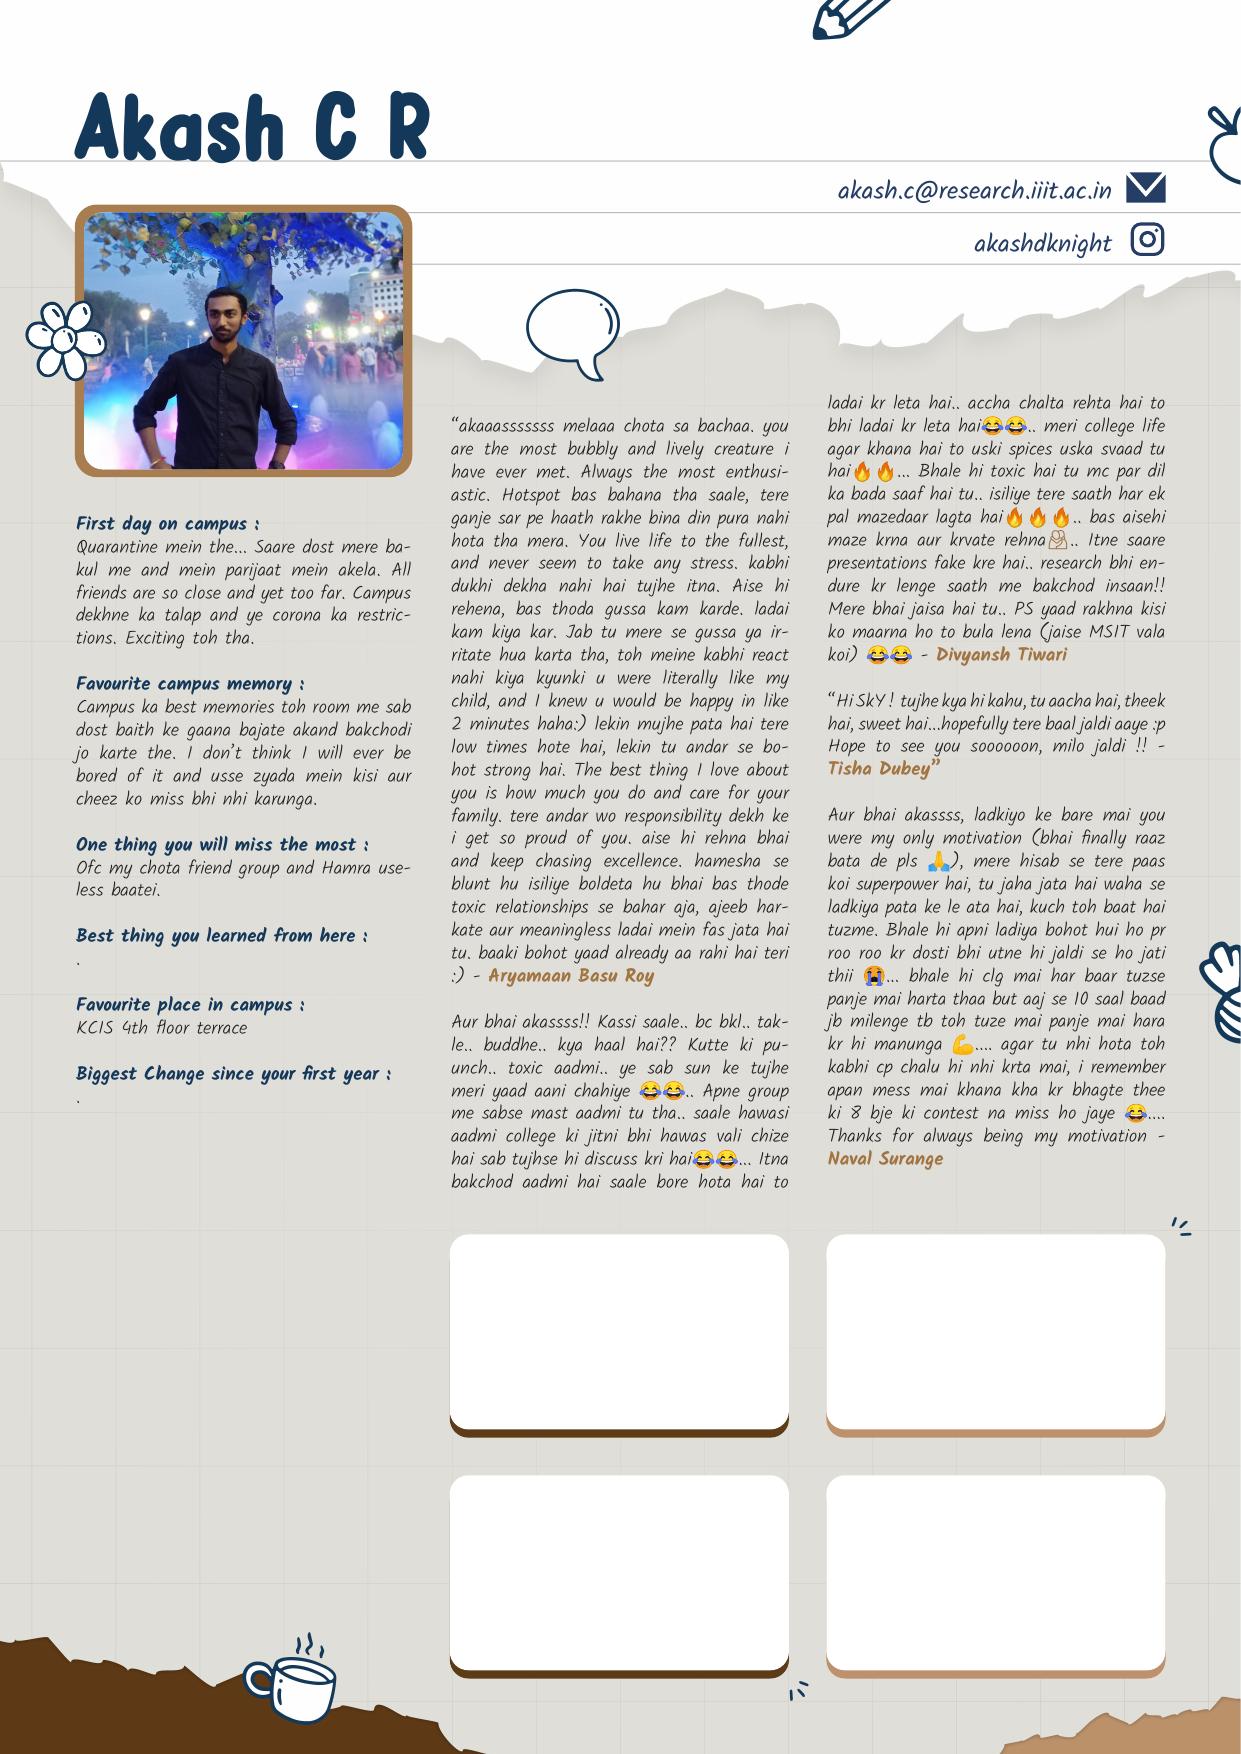 Akash C R
akash.c@research.iiit.ac.in
akashdknight
First day on campus :
Quarantine mein the... Saare dost mere ba-
kul me and mein parijaat mein akela. All
friends are so close and yet too far. Campus
dekhne ka talap and ye corona ka restric-
tions. Exciting toh tha.
Favourite campus memory :
Campus ka best memories toh room me sab
dost baith ke gaana bajate akand bakchodi
jo karte the. I don't think I will ever be
bored of it and usse zyada mein kisi aur
cheez ko miss bhi nhi karunga.
One thing you will miss the most :
Ofc my chota friend group and Hamra use-
less baatei.
Best thing you learned from here :
.
Favourite place in campus :
KCIS 4th floor terrace
Biggest Change since your first year :
.
“akaaasssssss melaaa chota sa bachaa. you
are the most bubbly and lively creature i
have ever met. Always the most enthusi-
astic. Hotspot bas bahana tha saale, tere
ganje sar pe haath rakhe bina din pura nahi
hota tha mera. You live life to the fullest,
and never seem to take any stress. kabhi
dukhi dekha nahi hai tujhe itna. Aise hi
rehena, bas thoda gussa kam karde. ladai
kam kiya kar. Jab tu mere se gussa ya ir-
ritate hua karta tha, toh meine kabhi react
nahi kiya kyunki u were literally like my
child, and I knew u would be happy in like
2 minutes haha:) lekin mujhe pata hai tere
low times hote hai, lekin tu andar se bo-
hot strong hai. The best thing I love about
you is how much you do and care for your
family. tere andar wo responsibility dekh ke
i get so proud of you. aise hi rehna bhai
and keep chasing excellence. hamesha se
blunt hu isiliye boldeta hu bhai bas thode
toxic relationships se bahar aja, ajeeb har-
kate aur meaningless ladai mein fas jata hai
tu. baaki bohot yaad already aa rahi hai teri
:) - Aryamaan Basu Roy
Aur bhai akassss!! Kassi saale.. bc bkl.. tak-
le.. buddhe.. kya haal hai?? Kutte ki pu-
unch.. toxic aadmi.. ye sab sun ke tujhe
meri yaad aani chahiye 😂😂.. Apne group
me sabse mast aadmi tu tha.. saale hawasi
aadmi college ki jitni bhi hawas vali chize
hai sab tujhse hi discuss kri hai😂😂... Itna
bakchod aadmi hai saale bore hota hai to
ladai kr leta hai.. accha chalta rehta hai to
bhi ladai kr leta hai😂😂.. meri college life
agar khana hai to uski spices uska svaad tu
hai🔥🔥... Bhale hi toxic hai tu mc par dil
ka bada saaf hai tu.. isiliye tere saath har ek
pal mazedaar lagta hai🔥🔥🔥.. bas aisehi
maze krna aur krvate rehna🫂.. Itne saare
presentations fake kre hai.. research bhi en-
dure kr lenge saath me bakchod insaan!!
Mere bhai jaisa hai tu.. PS yaad rakhna kisi
ko maarna ho to bula lena (jaise MSIT vala
koi) 😂😂 - Divyansh Tiwari
“Hi SkY ! tujhe kya hi kahu, tu aacha hai, theek
hai, sweet hai...hopefully tere baal jaldi aaye :p
Hope to see you soooooon, milo jaldi !! -
Tisha Dubey”
Aur bhai akassss, ladkiyo ke bare mai you
were my only motivation (bhai finally raaz
bata de pls 🙏), mere hisab se tere paas
koi superpower hai, tu jaha jata hai waha se
ladkiya pata ke le ata hai, kuch toh baat hai
tuzme. Bhale hi apni ladiya bohot hui ho pr
roo roo kr dosti bhi utne hi jaldi se ho jati
thii 😭... bhale hi clg mai har baar tuzse
panje mai harta thaa but aaj se 10 saal baad
jb milenge tb toh tuze mai panje mai hara
kr hi manunga 💪.... agar tu nhi hota toh
kabhi cp chalu hi nhi krta mai, i remember
apan mess mai khana kha kr bhagte thee
ki 8 bje ki contest na miss ho jaye 😂....
Thanks for always being my motivation -
Naval Surange